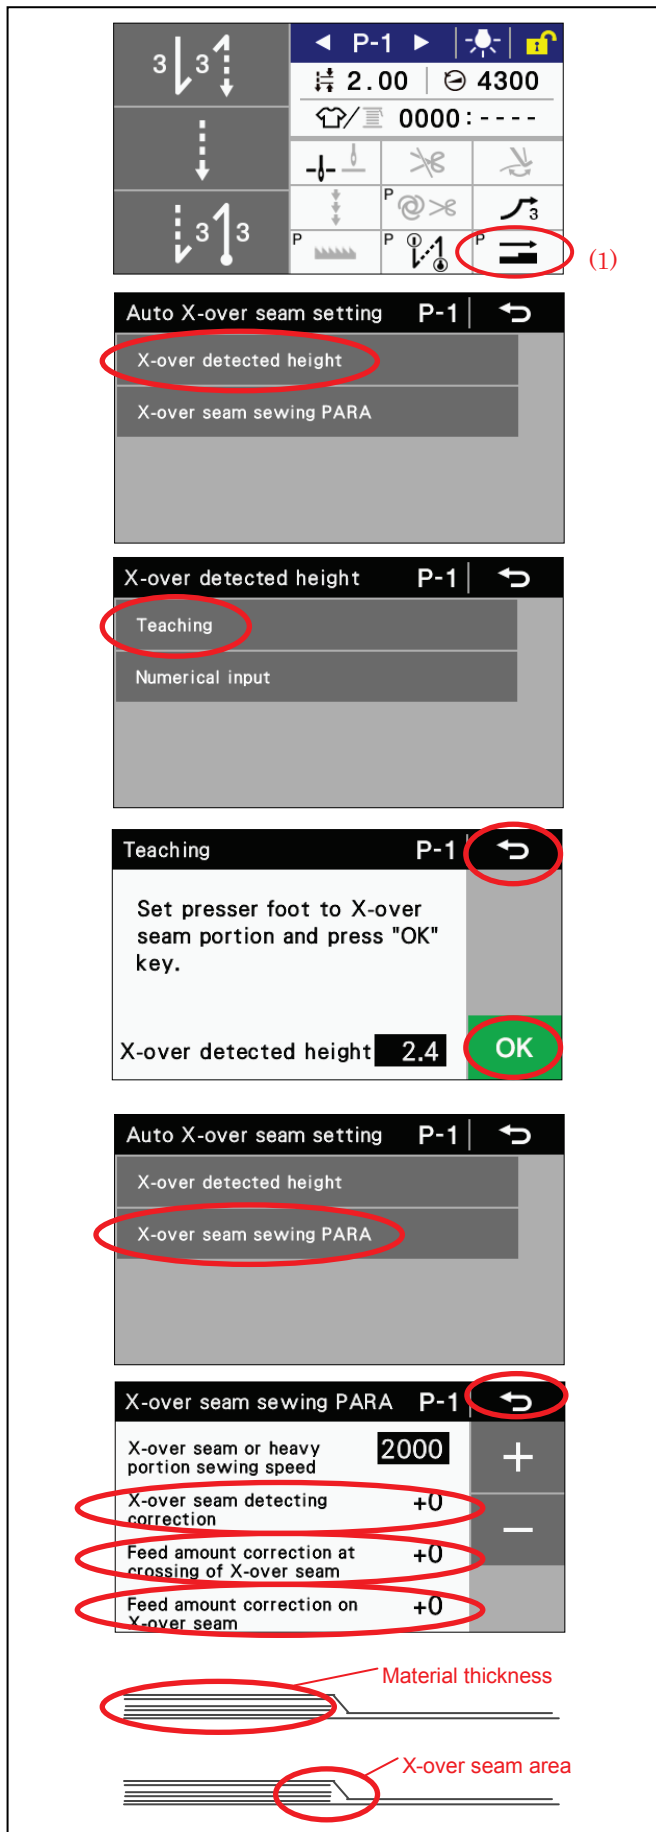 3 3
◄ P-1 ►
2.00 4300
/ 0000:----
P
3
3 3
P P P
(1)
Auto X-over seam setting P-1
X-over detected height
X-over seam sewing PARA
X-over detected height P-1
Teaching
Numerical input
Teaching P-1
Set presser foot to X-over
seam portion and press "OK"
key.
X-over detected height 2.4 OK
Auto X-over seam setting P-1
X-over detected height
X-over seam sewing PARA
X-over seam sewing PARA P-1
X-over seam or heavy
portion sewing speed
2000 +
X-over seam detecting
correction
+0 −
Feed amount correction at
crossing of X-over seam
+0
Feed amount correction on
X-over seam
+0
Material thickness
X-over seam area